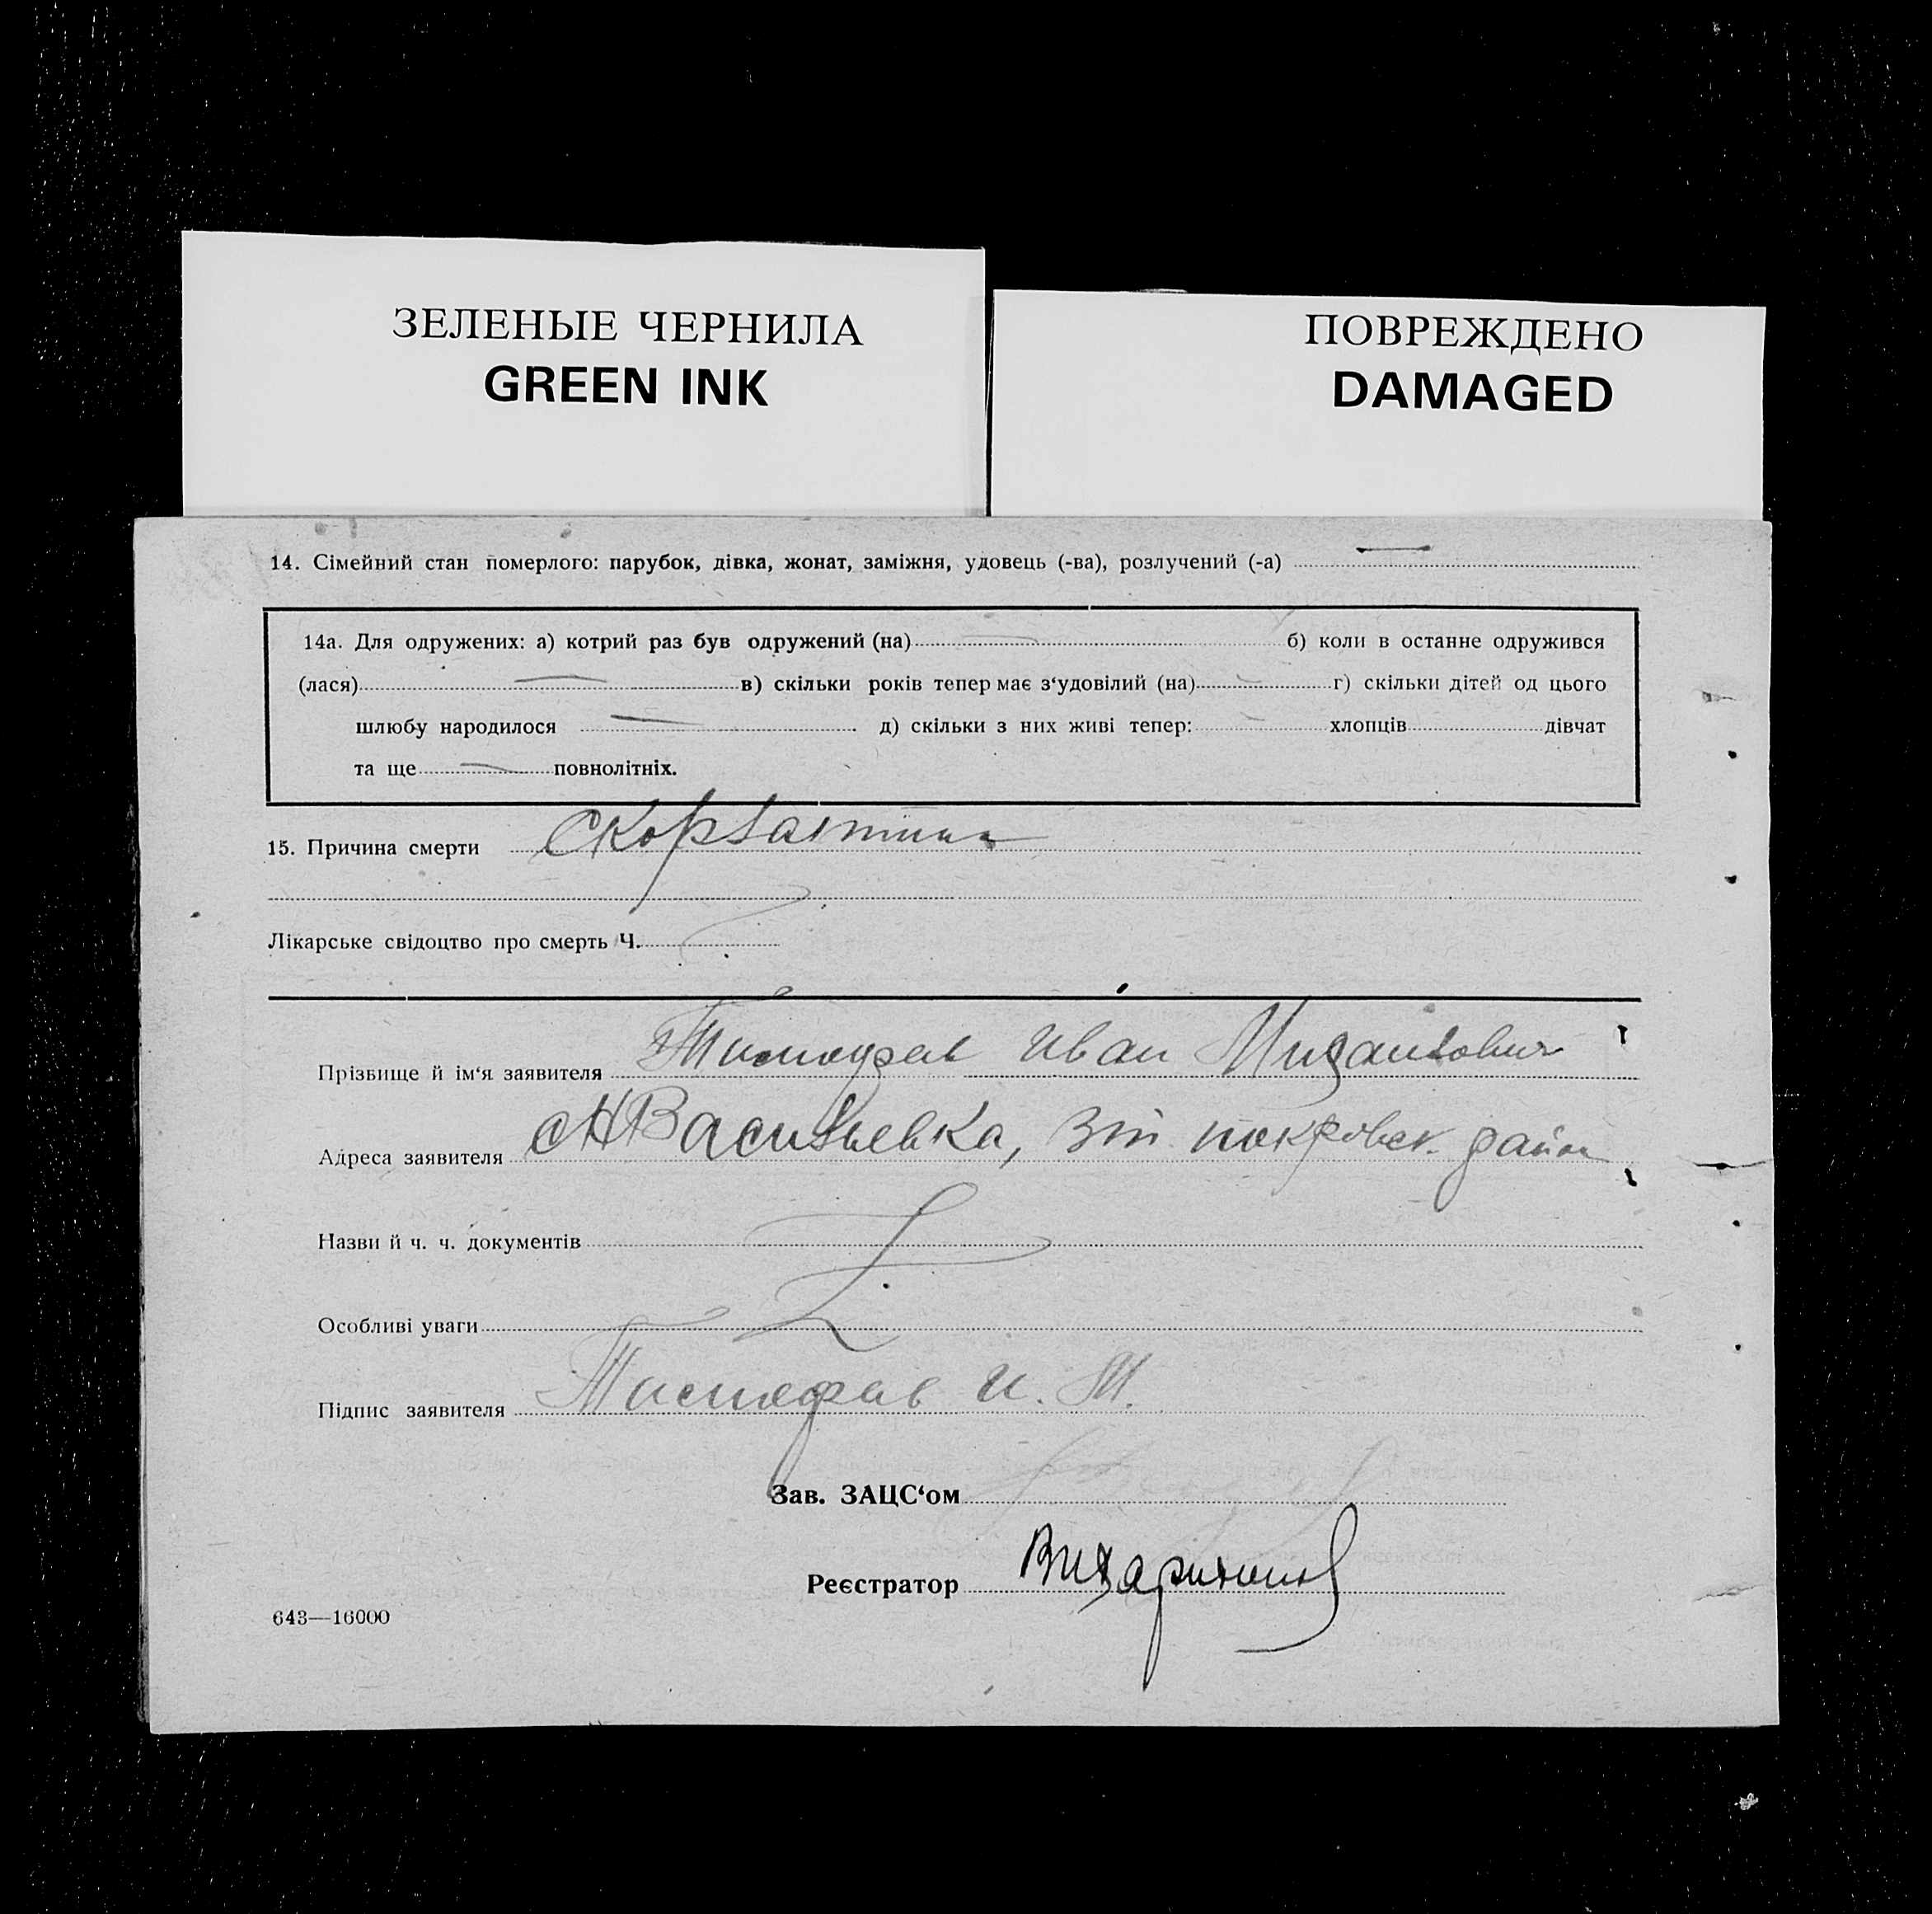 ЗЕЛЕНЫЕ ЧЕРНИЛА
GREEN INK
ПОВРЕЖДЕНО
DAMAGED
14. Сімейний стан померлого: парубок, дівка, жонат, заміжня, удовець (-ва), розлучений (-а)
14а. Для одружених: а) котрий раз був одружений (на) б) коли в останне одружився
(лася) в) скільки років тепер має з‘удовілий (на) г) скільки дітей од цього
шлюбу народилося д) скільки з них живі тепер: хлопців дівчат
та ще повнолітніх.
15. Причина смерти
Лікарське свідоцтво про смерть Ч.
Прізвище й ім‘я заявителя Иван
Адреса заявителя район
Назви й ч. ч. документів
Особливі уваги
Підпис заявителя И. М.
Зав. ЗАЦС‘ом
Реєстратор
643—16000